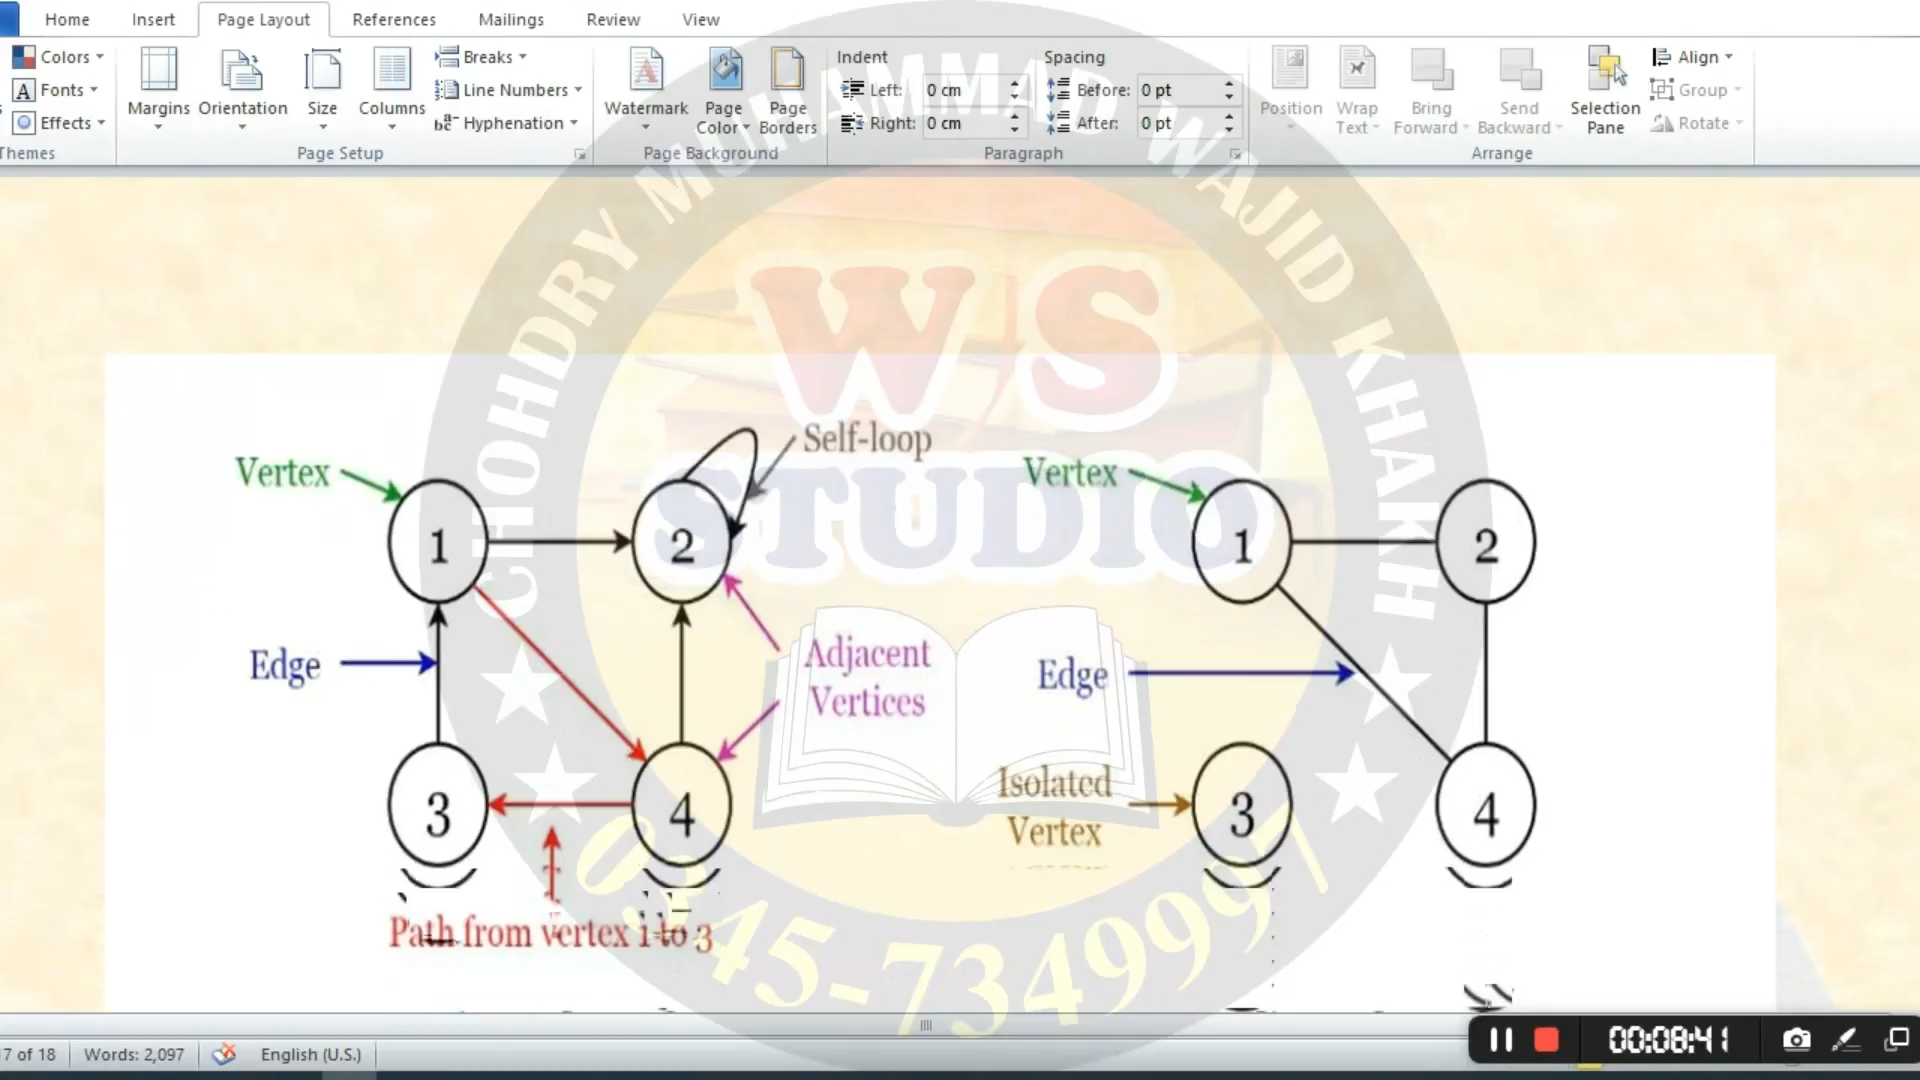 Home Insert Page Layout References Mailings Review View
Colors
Fonts
Effects
Themes
Margins Orientation Size Columns
Breaks
Line Numbers
Hyphenation
Page Setup
Watermark Page Color Page Borders
Page Background
Indent
Left: 0 cm
Right: 0 cm
Spacing
Before: 0 pt
After: 0 pt
Paragraph
Position Wrap Text Bring Forward Send Backward Selection Pane
Align
Group
Rotate
Arrange
CHOHDRY MUHAMMAD WAJID KHAKH
WS
STUDIO
0345-7349997
Vertex
Self-loop
1
2
Edge
Adjacent
Vertices
3
4
Path from vertex 1 to 3
Vertex
1
2
Edge
Isolated
Vertex
3
4
7 of 18 Words: 2,097 English (U.S.)
00:08:41